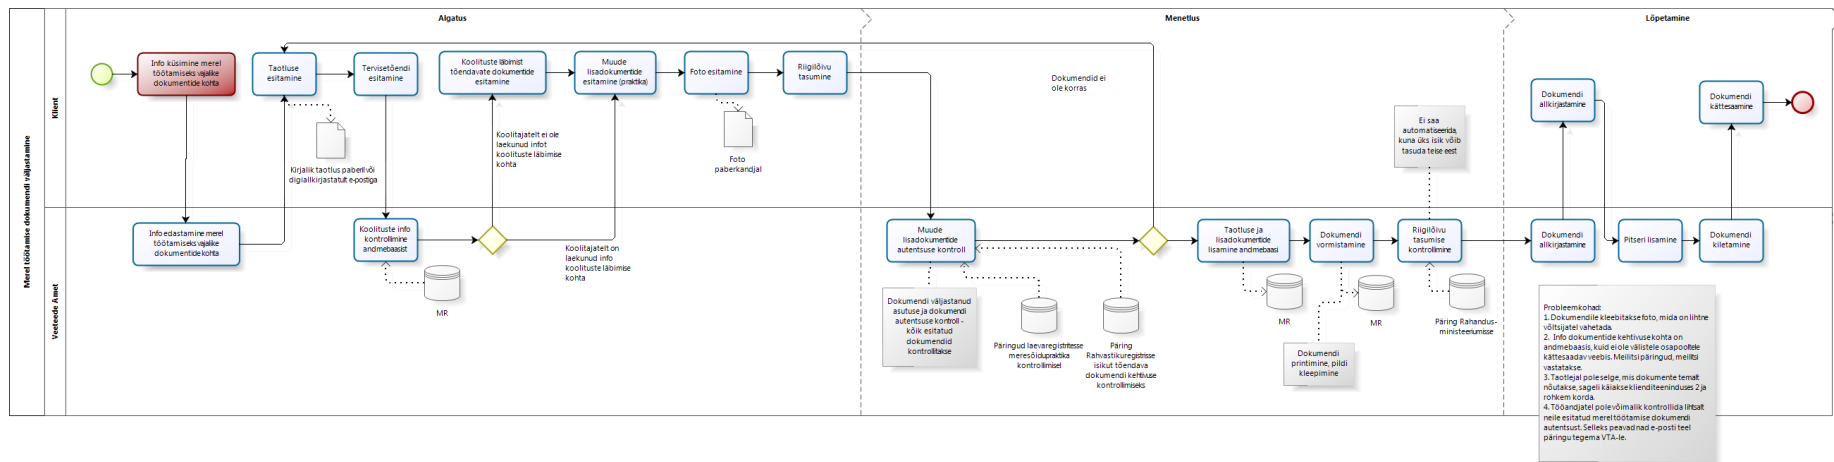 Algatus
Menetlus
Lõpetamine
Merel töötamise dokumendi väljastamine
Klient
Veeteede Amet
Info küsimine merel
töötamiseks vajalike
dokumentide kohta
Taotluse
esitamine
Tervisetõendi
esitamine
Koolituste läbimist
tõendavate dokumentide
esitamine
Muude
lisadokumentide
esitamine (praktika)
Foto esitamine
Riigilõivu
tasumine
Kirjalik taotlus paberil või
digiallkirjastatult e-postiga
Koolitajatelt ei ole
laekunud infot
koolituste läbimise
kohta
Foto
paberkandjal
Dokumendid ei
ole korras
Ei saa
automatiseerida,
kuna üks isik võib
tasuda teise eest
Dokumendi
allkirjastamine
Dokumendi
kättesaamine
Info edastamine merel
töötamiseks vajalike
dokumentide kohta
Koolituste info
kontrollimine
andmebaasist
Koolitajatelt on
laekunud info
koolituste läbimise
kohta
MR
Muude
lisadokumentide
autentsuse kontroll
Taotluse ja
lisadokumentide
lisamine andmebaasi
Dokumendi
vormistamine
Riigilõivu
tasumise
kontrollimine
Dokumendi
allkirjastamine
Pitseri lisamine
Dokumendi
kiletamine
Dokumendi väljastanud
asutuse ja dokumendi
autentsuse kontroll -
kõik esitatud
dokumendid
kontrollitakse
Päringud laevaregistritesse
meresõidupraktika
kontrollimisel
Päring
Rahvastikuregistrisse
isikut tõendava
dokumendi kehtivuse
kontrollimiseks
MR
MR
Päring Rahandus-
ministeeriumisse
Dokumendi
printimine, pildi
kleepimine
Probleemkohad:
1. Dokumendile kleebitakse foto, mida on lihtne
võltsijatel vahetada.
2. Info dokumentide kehtivuse kohta on
andmebaasis, kuid ei ole välistele osapooltele
kättesaadav veebis. Meilitsi päringud, meilitsi
vastatakse.
3. Taotlejal pole selge, mis dokumente temalt
nõutakse, sageli käiakse klienditeeninduses 2 ja
rohkem korda.
4. Tööandjatel pole võimalik kontrollida lihtsalt
neile esitatud merel töötamise dokumendi
autentsust. Selleks peavad nad e-posti teel
päringu tegema VTA-le.